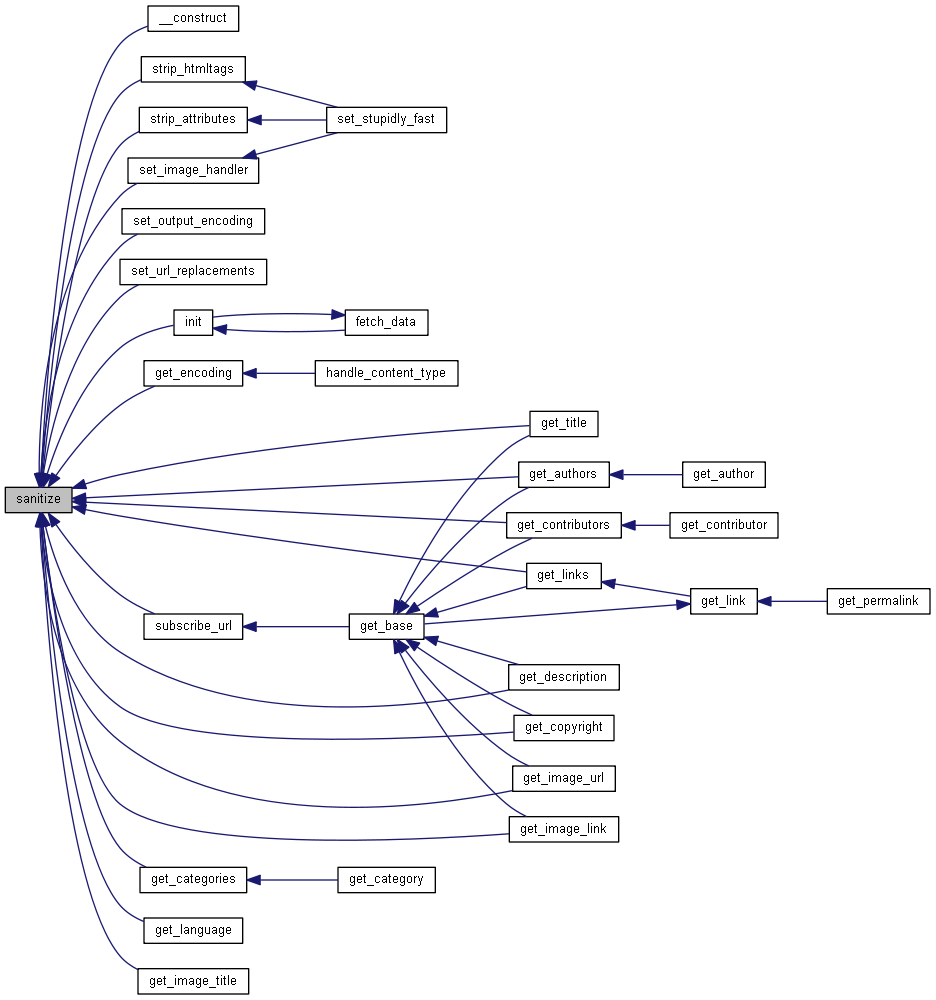 __construct
strip_htmltags
strip_attributes
set_stupidly_fast
set_image_handler
set_output_encoding
set_url_replacements
init
fetch_data
get_encoding
handle_content_type
get_title
get_authors
get_author
sanitize
get_contributors
get_contributor
get_links
get_link
get_permalink
subscribe_url
get_base
get_description
get_copyright
get_image_url
get_image_link
get_categories
get_category
get_language
get_image_title